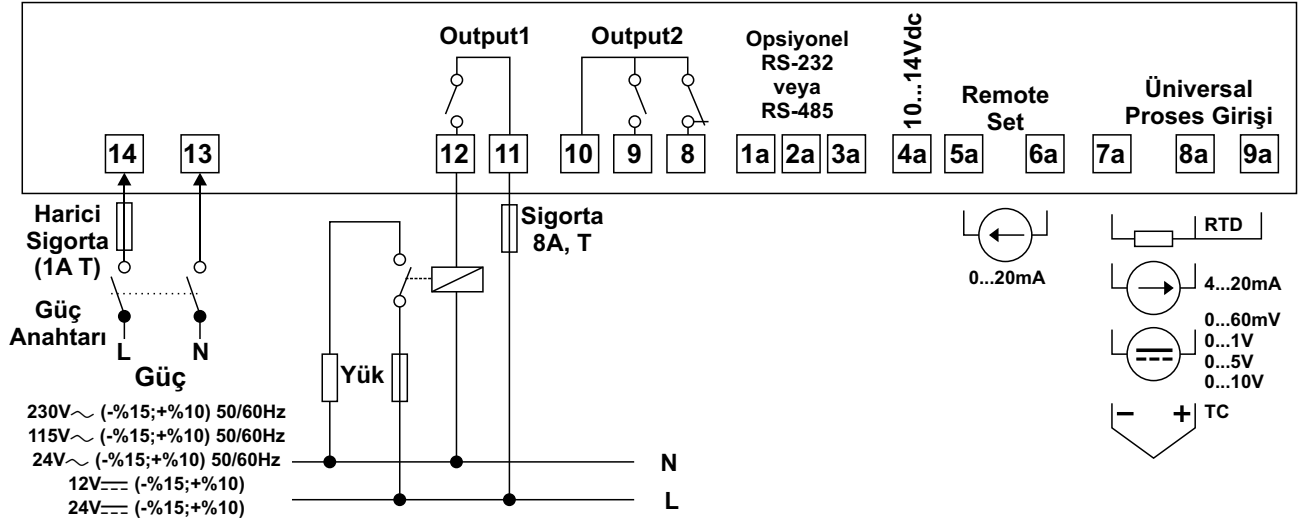 Output1
Output2
Opsiyonel
RS-232
veya
RS-485
10...14Vdc
Remote
Set
Üniversal
Proses Girişi
14
13
12
11
10
9
8
1a
2a
3a
4a
5a
6a
7a
8a
9a
Harici
Sigorta
(1A T)
Güç
Anahtarı
L
N
Güç
230V～ (-%15;+%10) 50/60Hz
115V～ (-%15;+%10) 50/60Hz
24V～ (-%15;+%10) 50/60Hz
12V⎓ (-%15;+%10)
24V⎓ (-%15;+%10)
Yük
Sigorta
8A, T
N
L
0...20mA
RTD
4...20mA
0...60mV
0...1V
0...5V
0...10V
− + TC